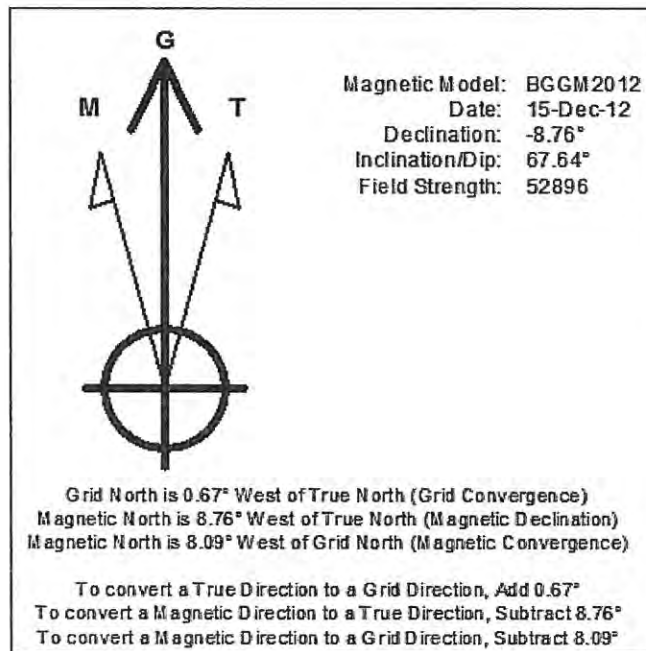 G
M T
Magnetic Model: BGGM2012
Date: 15-Dec-12
Declination: -8.76°
Inclination/Dip: 67.64°
Field Strength: 52896
Grid North is 0.67° West of True North (Grid Convergence)
Magnetic North is 8.76° West of True North (Magnetic Declination)
Magnetic North is 8.09° West of Grid North (Magnetic Convergence)
To convert a True Direction to a Grid Direction, Add 0.67°
To convert a Magnetic Direction to a True Direction, Subtract 8.76°
To convert a Magnetic Direction to a Grid Direction, Subtract 8.09°